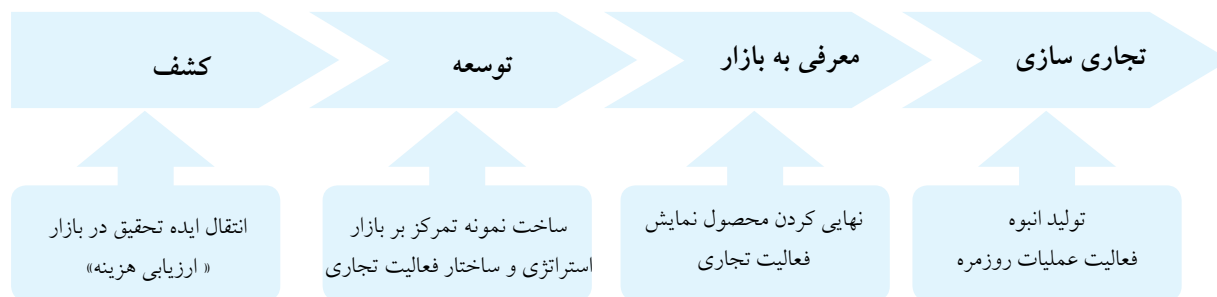 کشف
توسعه
معرفی به بازار
تجاری سازی
انتقال ایده تحقیق در بازار
« ارزیابی هزینه»
ساخت نمونه تمرکز بر بازار
استراتژی و ساختار فعالیت تجاری
نهایی کردن محصول نمایش
فعالیت تجاری
تولید انبوه
فعالیت عملیات روزمره